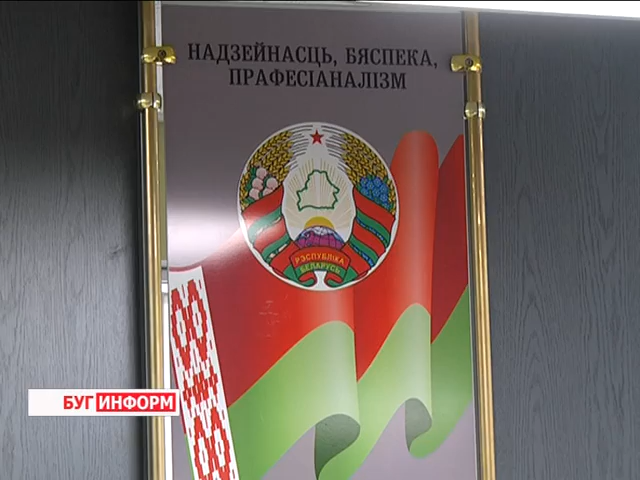 НАДЗЕЙНАСЦЬ, БЯСПЕКА,
ПРАФЕСІАНАЛІЗМ
РЭСПУБЛІКА
БЕЛАРУСЬ
БУГ ИНФОРМ